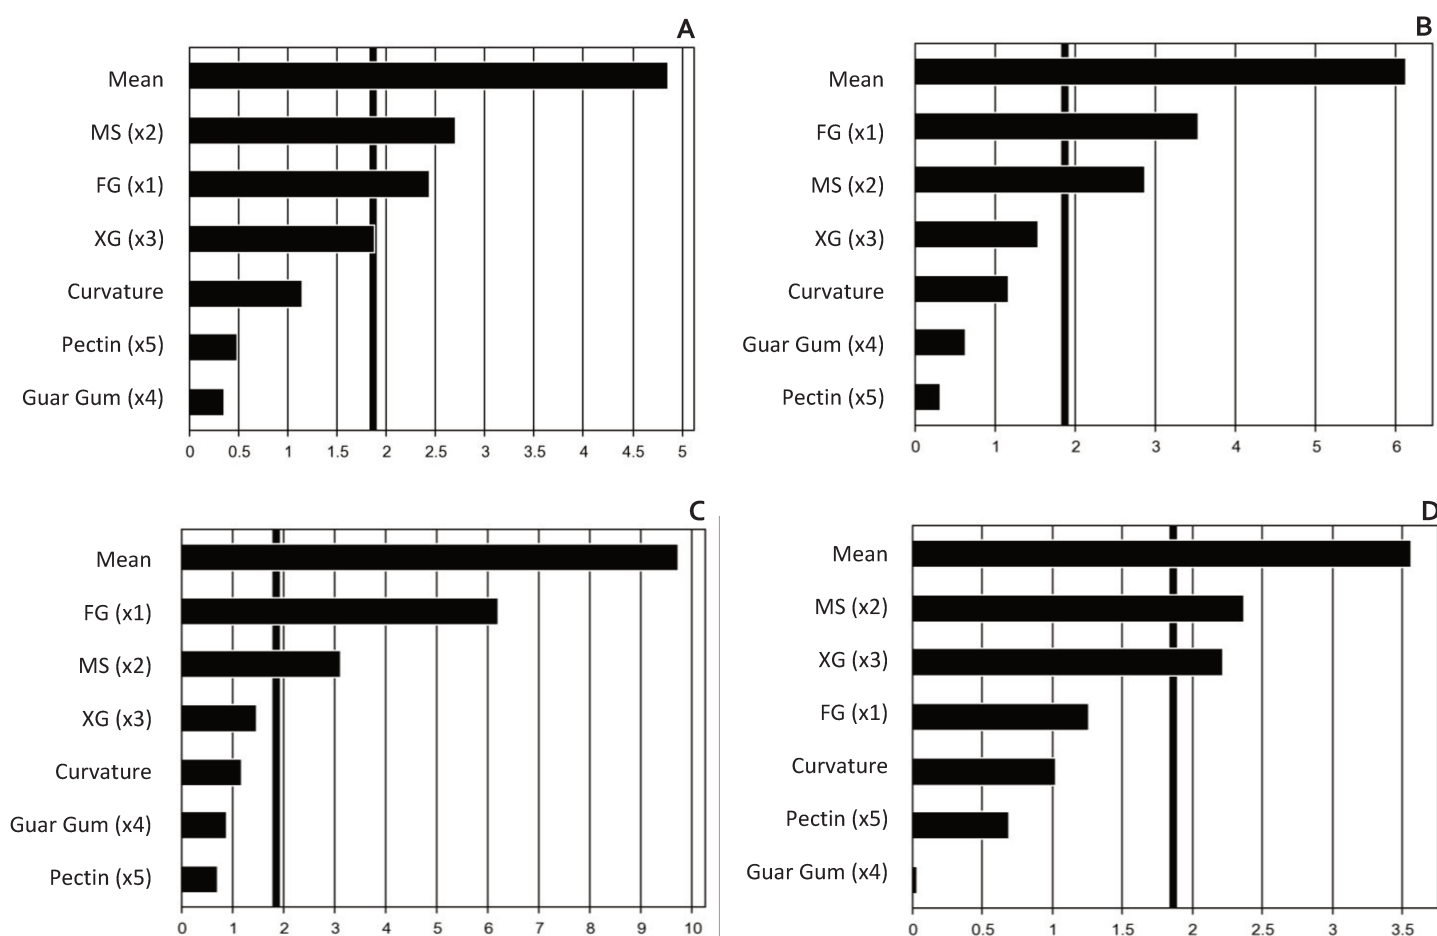 A
Mean
MS (x2)
FG (x1)
XG (x3)
Curvature
Pectin (x5)
Guar Gum (x4)
0 0.5 1 1.5 2 2.5 3 3.5 4 4.5 5
B
Mean
FG (x1)
MS (x2)
XG (x3)
Curvature
Guar Gum (x4)
Pectin (x5)
0 1 2 3 4 5 6
C
Mean
FG (x1)
MS (x2)
XG (x3)
Curvature
Guar Gum (x4)
Pectin (x5)
0 1 2 3 4 5 6 7 8 9 10
D
Mean
MS (x2)
XG (x3)
FG (x1)
Curvature
Pectin (x5)
Guar Gum (x4)
0 0.5 1 1.5 2 2.5 3 3.5